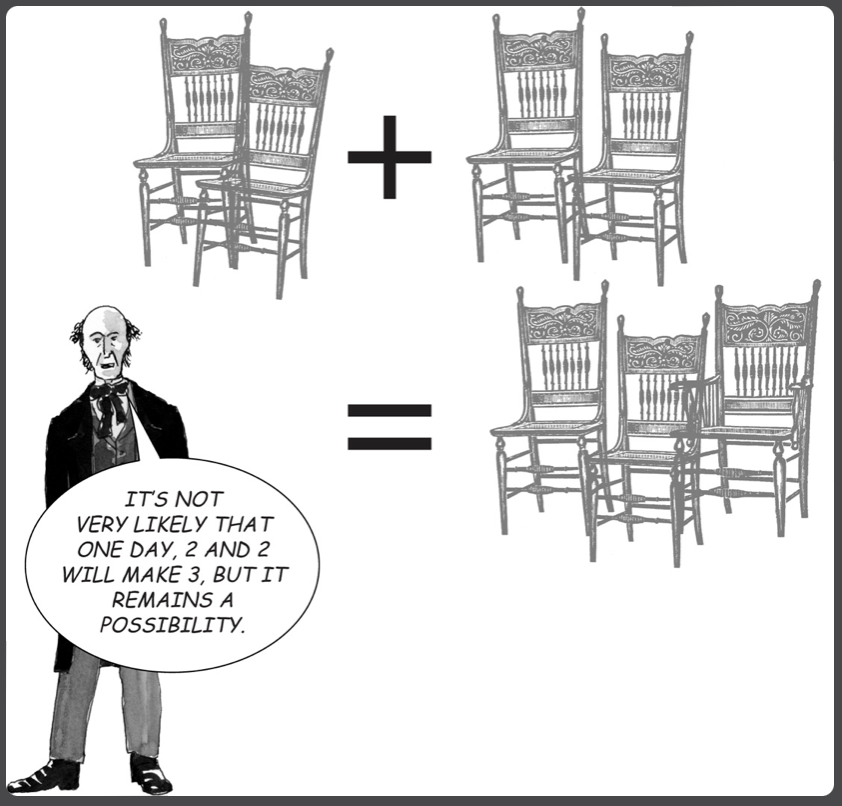 +
=
IT'S NOT
VERY LIKELY THAT
ONE DAY, 2 AND 2
WILL MAKE 3, BUT IT
REMAINS A
POSSIBILITY.